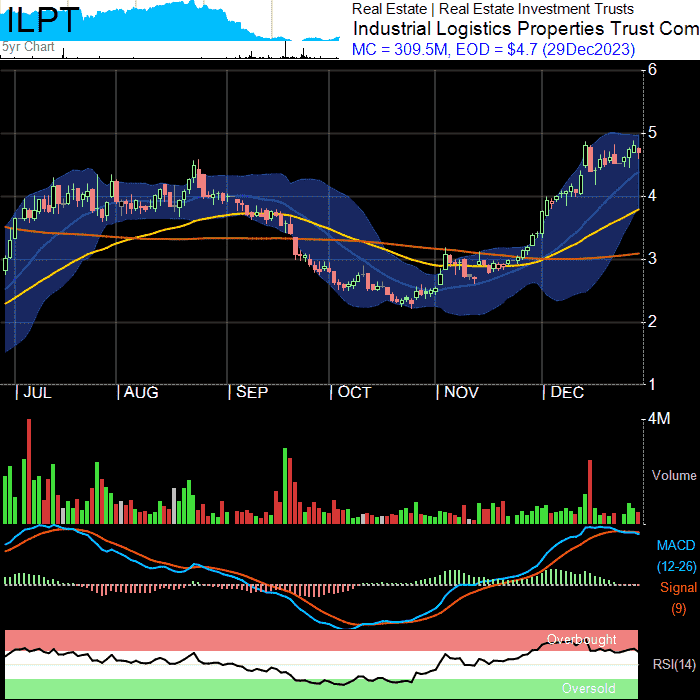 ILPT
5yr Chart
Real Estate | Real Estate Investment Trusts
Industrial Logistics Properties Trust Com
MC = 309.5M, EOD = $4.7 (29Dec2023)
6
5
4
3
2
1
|JUL |AUG |SEP |OCT |NOV |DEC
4M
Volume
MACD
(12-26)
Signal
(9)
Overbought
RSI(14)
Oversold